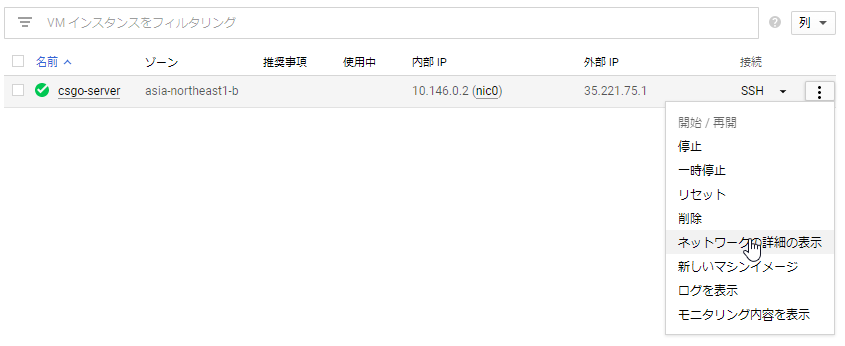 VM インスタンスをフィルタリング
列
名前 ゾーン 推奨事項 使用中 内部 IP 外部 IP 接続
csgo-server asia-northeast1-b 10.146.0.2 (nic0) 35.221.75.1 SSH
開始 / 再開
停止
一時停止
リセット
削除
ネットワークの詳細の表示
新しいマシンイメージ
ログを表示
モニタリング内容を表示